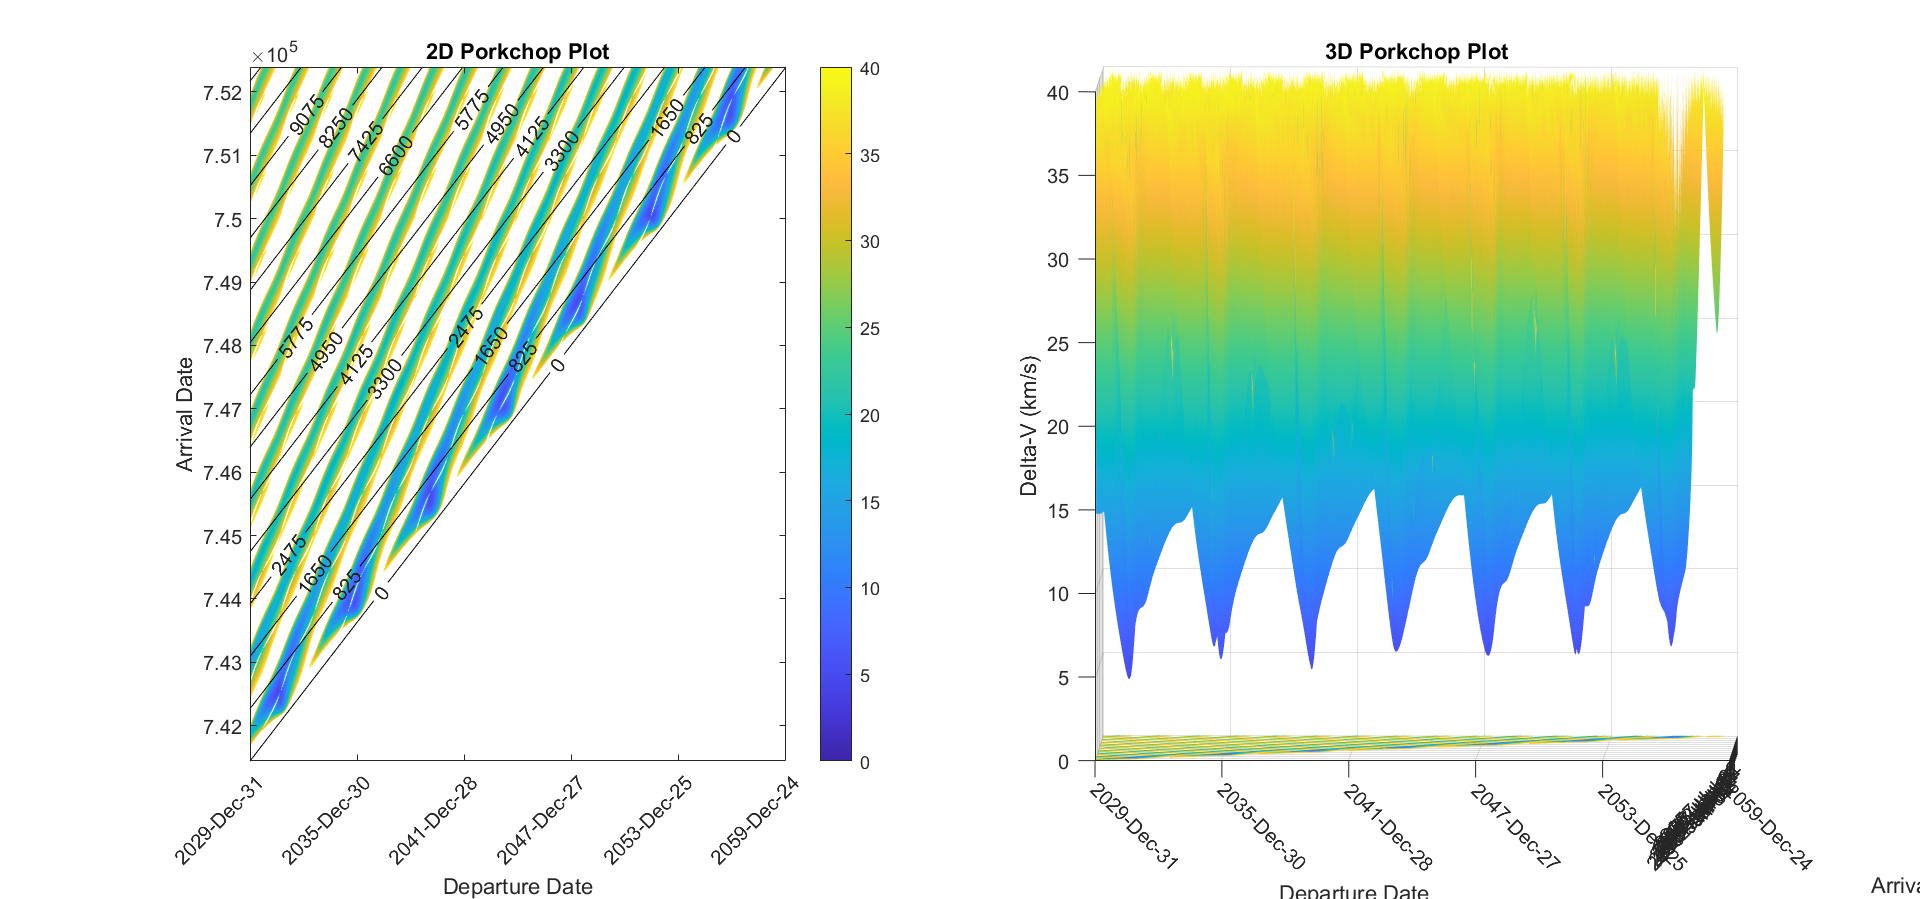 2D Porkchop Plot
×10^5
7.52
7.51
7.5
7.49
7.48
7.47
7.46
7.45
7.44
7.43
7.42
Arrival Date
9075
8250
7425
6600
5775
4950
4125
3300
1650
825
0
5775
4950
4125
3300
2475
1650
825
0
2475
1650
825
0
2029-Dec-31
2035-Dec-30
2041-Dec-28
2047-Dec-27
2053-Dec-25
2059-Dec-24
Departure Date
40
35
30
25
20
15
10
5
0
3D Porkchop Plot
40
35
30
25
20
15
10
5
0
Delta-V (km/s)
2029-Dec-31
2035-Dec-30
2041-Dec-28
2047-Dec-27
2053-Dec-25
2059-Dec-24
Departure Date
Arriva